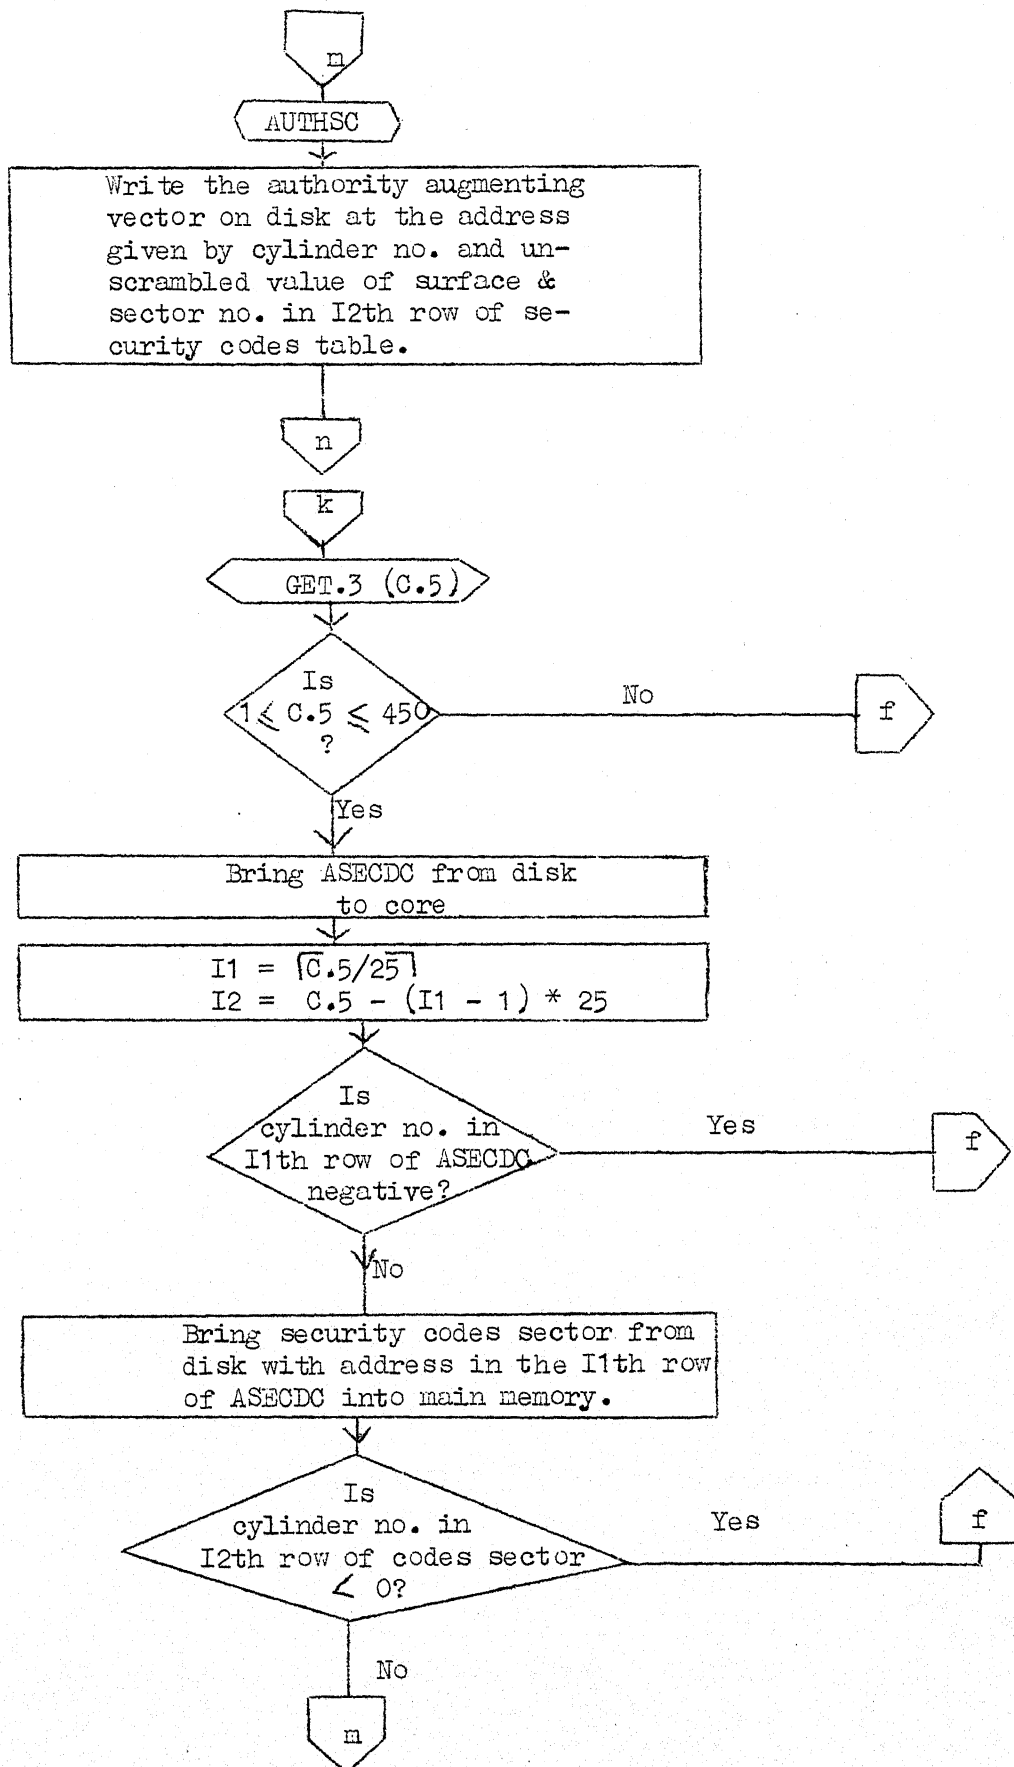 m
AUTHSC
Write the authority augmenting
vector on disk at the address
given by cylinder no. and un-
scrambled value of surface &
sector no. in I2th row of se-
curity codes table.
n
k
GET.3 (C.5)
Is
1 ⩽ C.5 ⩽ 450
?
No
f
Yes
Bring ASECDC from disk
to core
I1 = ⌈C.5/25⌉
I2 = C.5 - (I1 - 1) * 25
Is
cylinder no. in
I1th row of ASECDC
negative?
Yes
f
No
Bring security codes sector from
disk with address in the I1th row
of ASECDC into main memory.
Is
cylinder no. in
I2th row of codes sector
< 0?
Yes
f
No
m